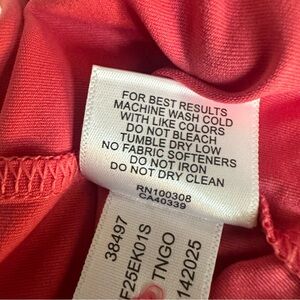 FOR BEST RESULTS
MACHINE WASH COLD
WITH LIKE COLORS
DO NOT BLEACH
TUMBLE DRY LOW
NO FABRIC SOFTENERS
DO NOT IRON
DO NOT DRY CLEAN
RN100308
CA40339
38497
F25EK01S
TNGO
142025